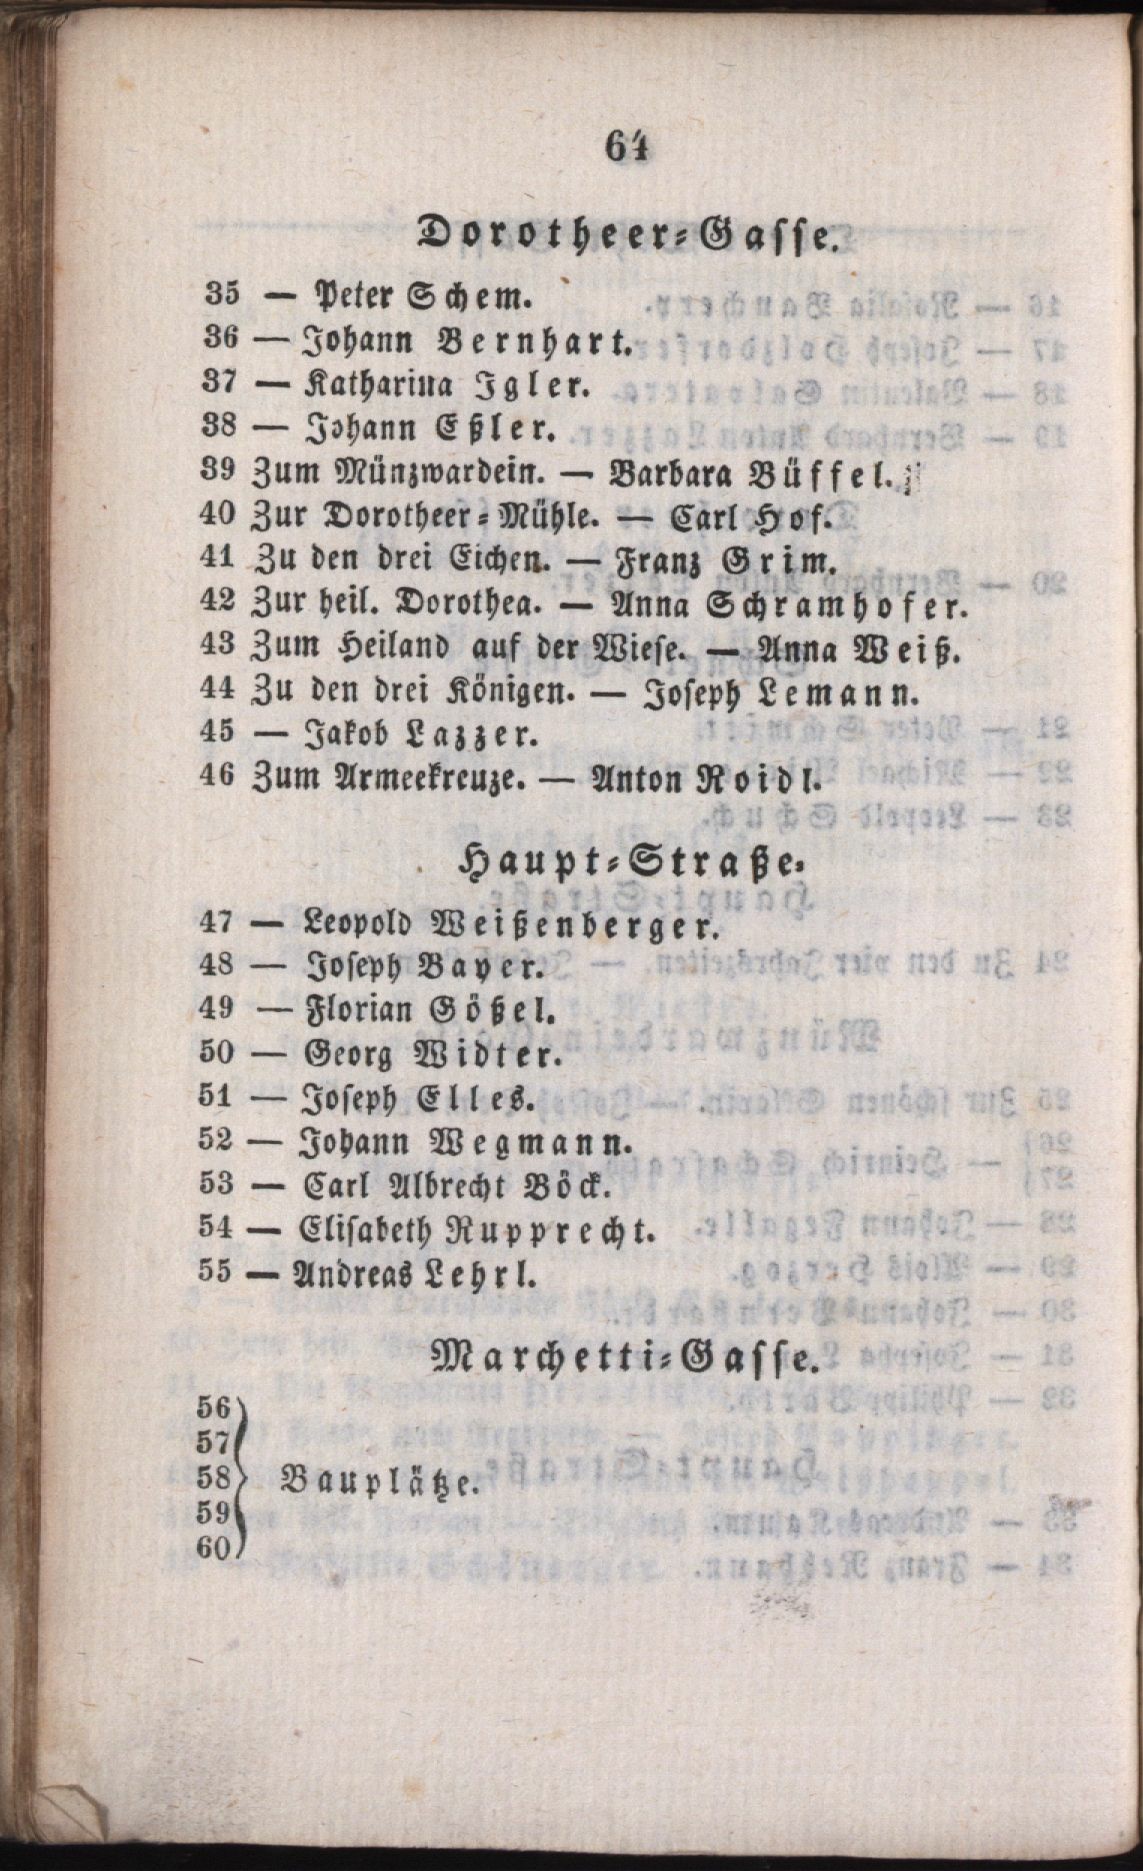 64
Dorotheer-Gasse.
35 — Peter Schem.
36 — Johann Bernhart.
37 — Katharina Igler.
38 — Johann Eßler.
39 Zum Münzwardein. — Barbara Büffel.
40 Zur Dorotheer-Mühle. — Carl Hof.
41 Zu den drei Eichen. — Franz Grim.
42 Zur heil. Dorothea. — Anna Schramhofer.
43 Zum Heiland auf der Wiese. — Anna Weiß.
44 Zu den drei Königen. — Joseph Lemann.
45 — Jakob Lazzer.
46 Zum Armeekreuze. — Anton Roidl.
Haupt-Straße.
47 — Leopold Weißenberger.
48 — Joseph Bayer.
49 — Florian Gößel.
50 — Georg Widter.
51 — Joseph Elles.
52 — Johann Wegmann.
53 — Carl Albrecht Böck.
54 — Elisabeth Rupprecht.
55 — Andreas Lehrl.
Marchetti-Gasse.
56
57
58 Bauplätze.
59
60